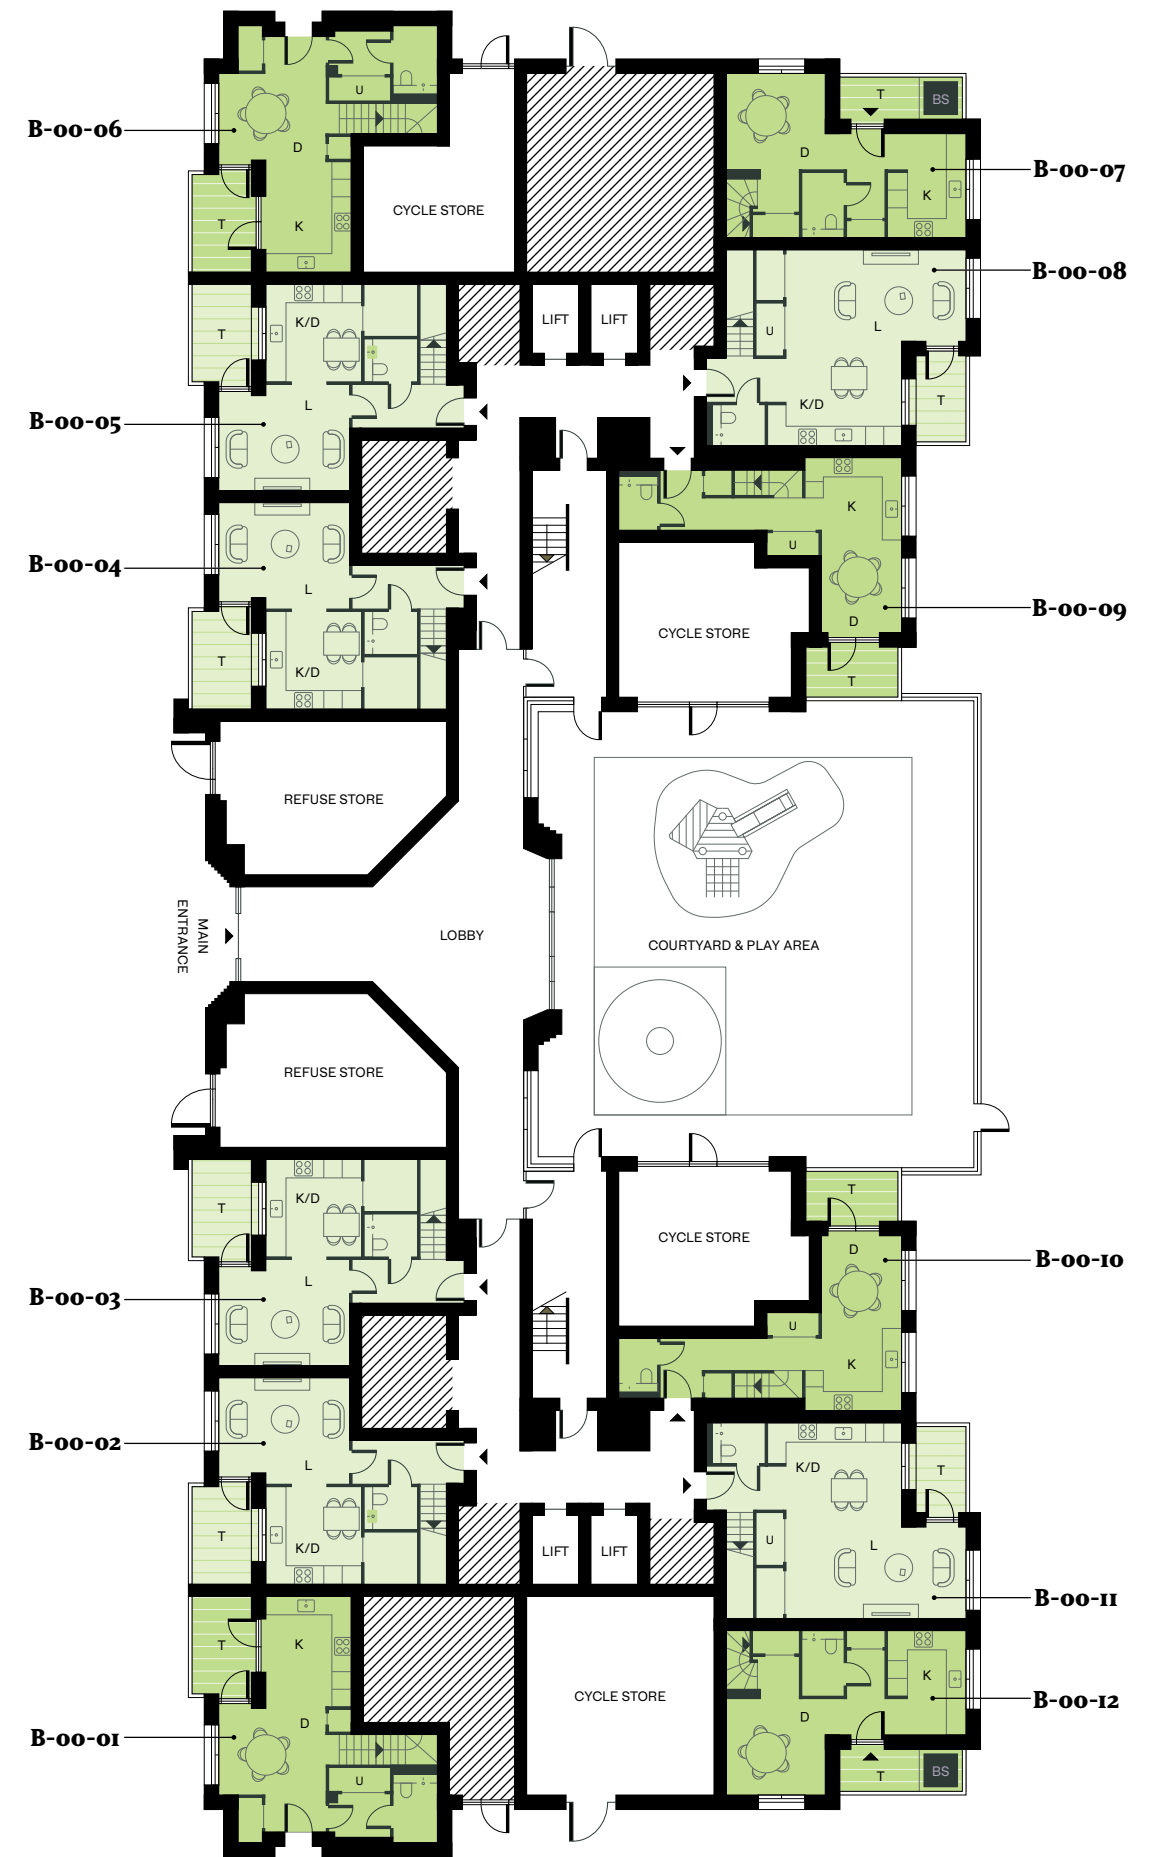 U
T
BS
B-00-06
D
D
B-00-07
K
CYCLE STORE
T
K
B-00-08
LIFT
LIFT
K/D
T
L
U
T
L
K/D
B-00-05
K
B-00-04
U
L
B-00-09
D
CYCLE STORE
K/D
T
T
REFUSE STORE
MAIN
ENTRANCE
LOBBY
COURTYARD & PLAY AREA
REFUSE STORE
T
K/D
T
CYCLE STORE
D
B-00-10
L
B-00-03
U
K
B-00-02
L
K/D
T
T
U
L
K/D
LIFT
LIFT
B-00-11
T
K
K
CYCLE STORE
B-00-12
D
D
B-00-01
T
BS
U